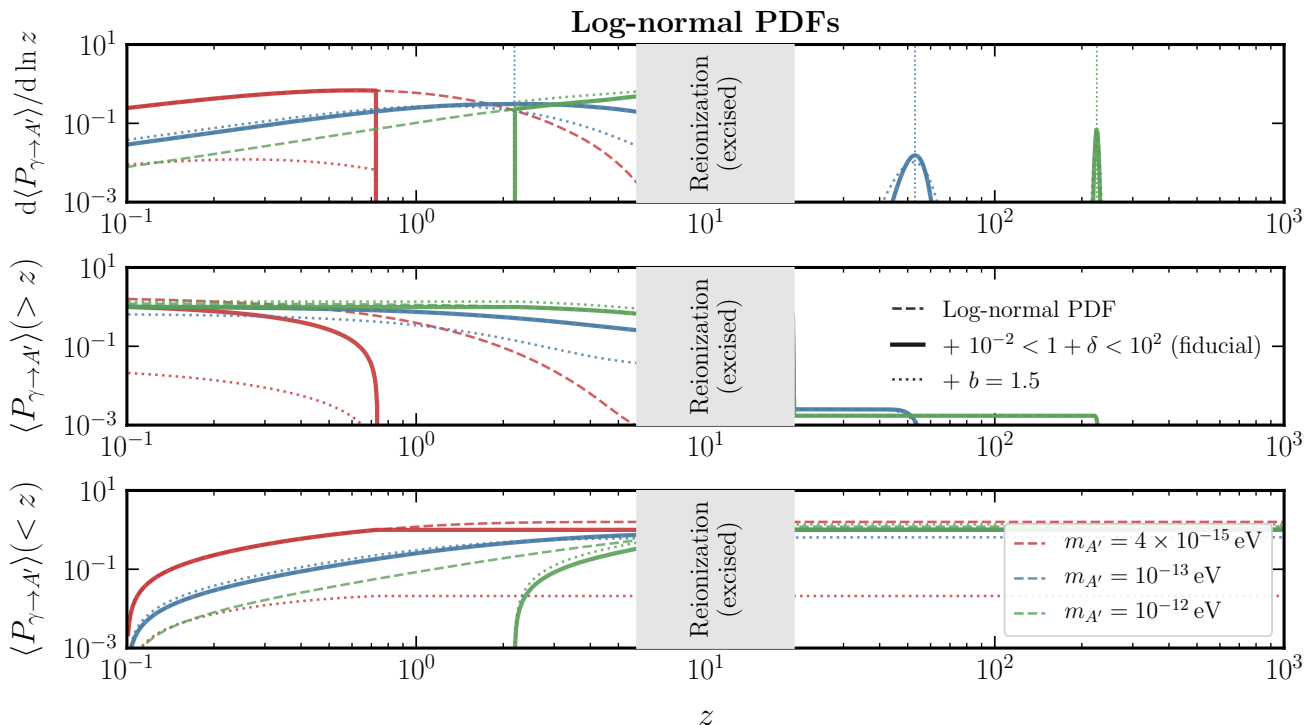 Log-normal PDFs
d⟨P_{γ→A′}⟩/d ln z
10^1
10^{-1}
10^{-3}
Reionization
(excised)
10^{-1} 10^0 10^1 10^2 10^3
⟨P_{γ→A′}⟩(> z)
10^1
10^{-1}
10^{-3}
Reionization
(excised)
Log-normal PDF
+ 10^{-2} < 1 + δ < 10^2 (fiducial)
+ b = 1.5
10^{-1} 10^0 10^1 10^2 10^3
⟨P_{γ→A′}⟩(< z)
10^1
10^{-1}
10^{-3}
Reionization
(excised)
m_{A′} = 4 × 10^{-15} eV
m_{A′} = 10^{-13} eV
m_{A′} = 10^{-12} eV
10^{-1} 10^0 10^1 10^2 10^3
z